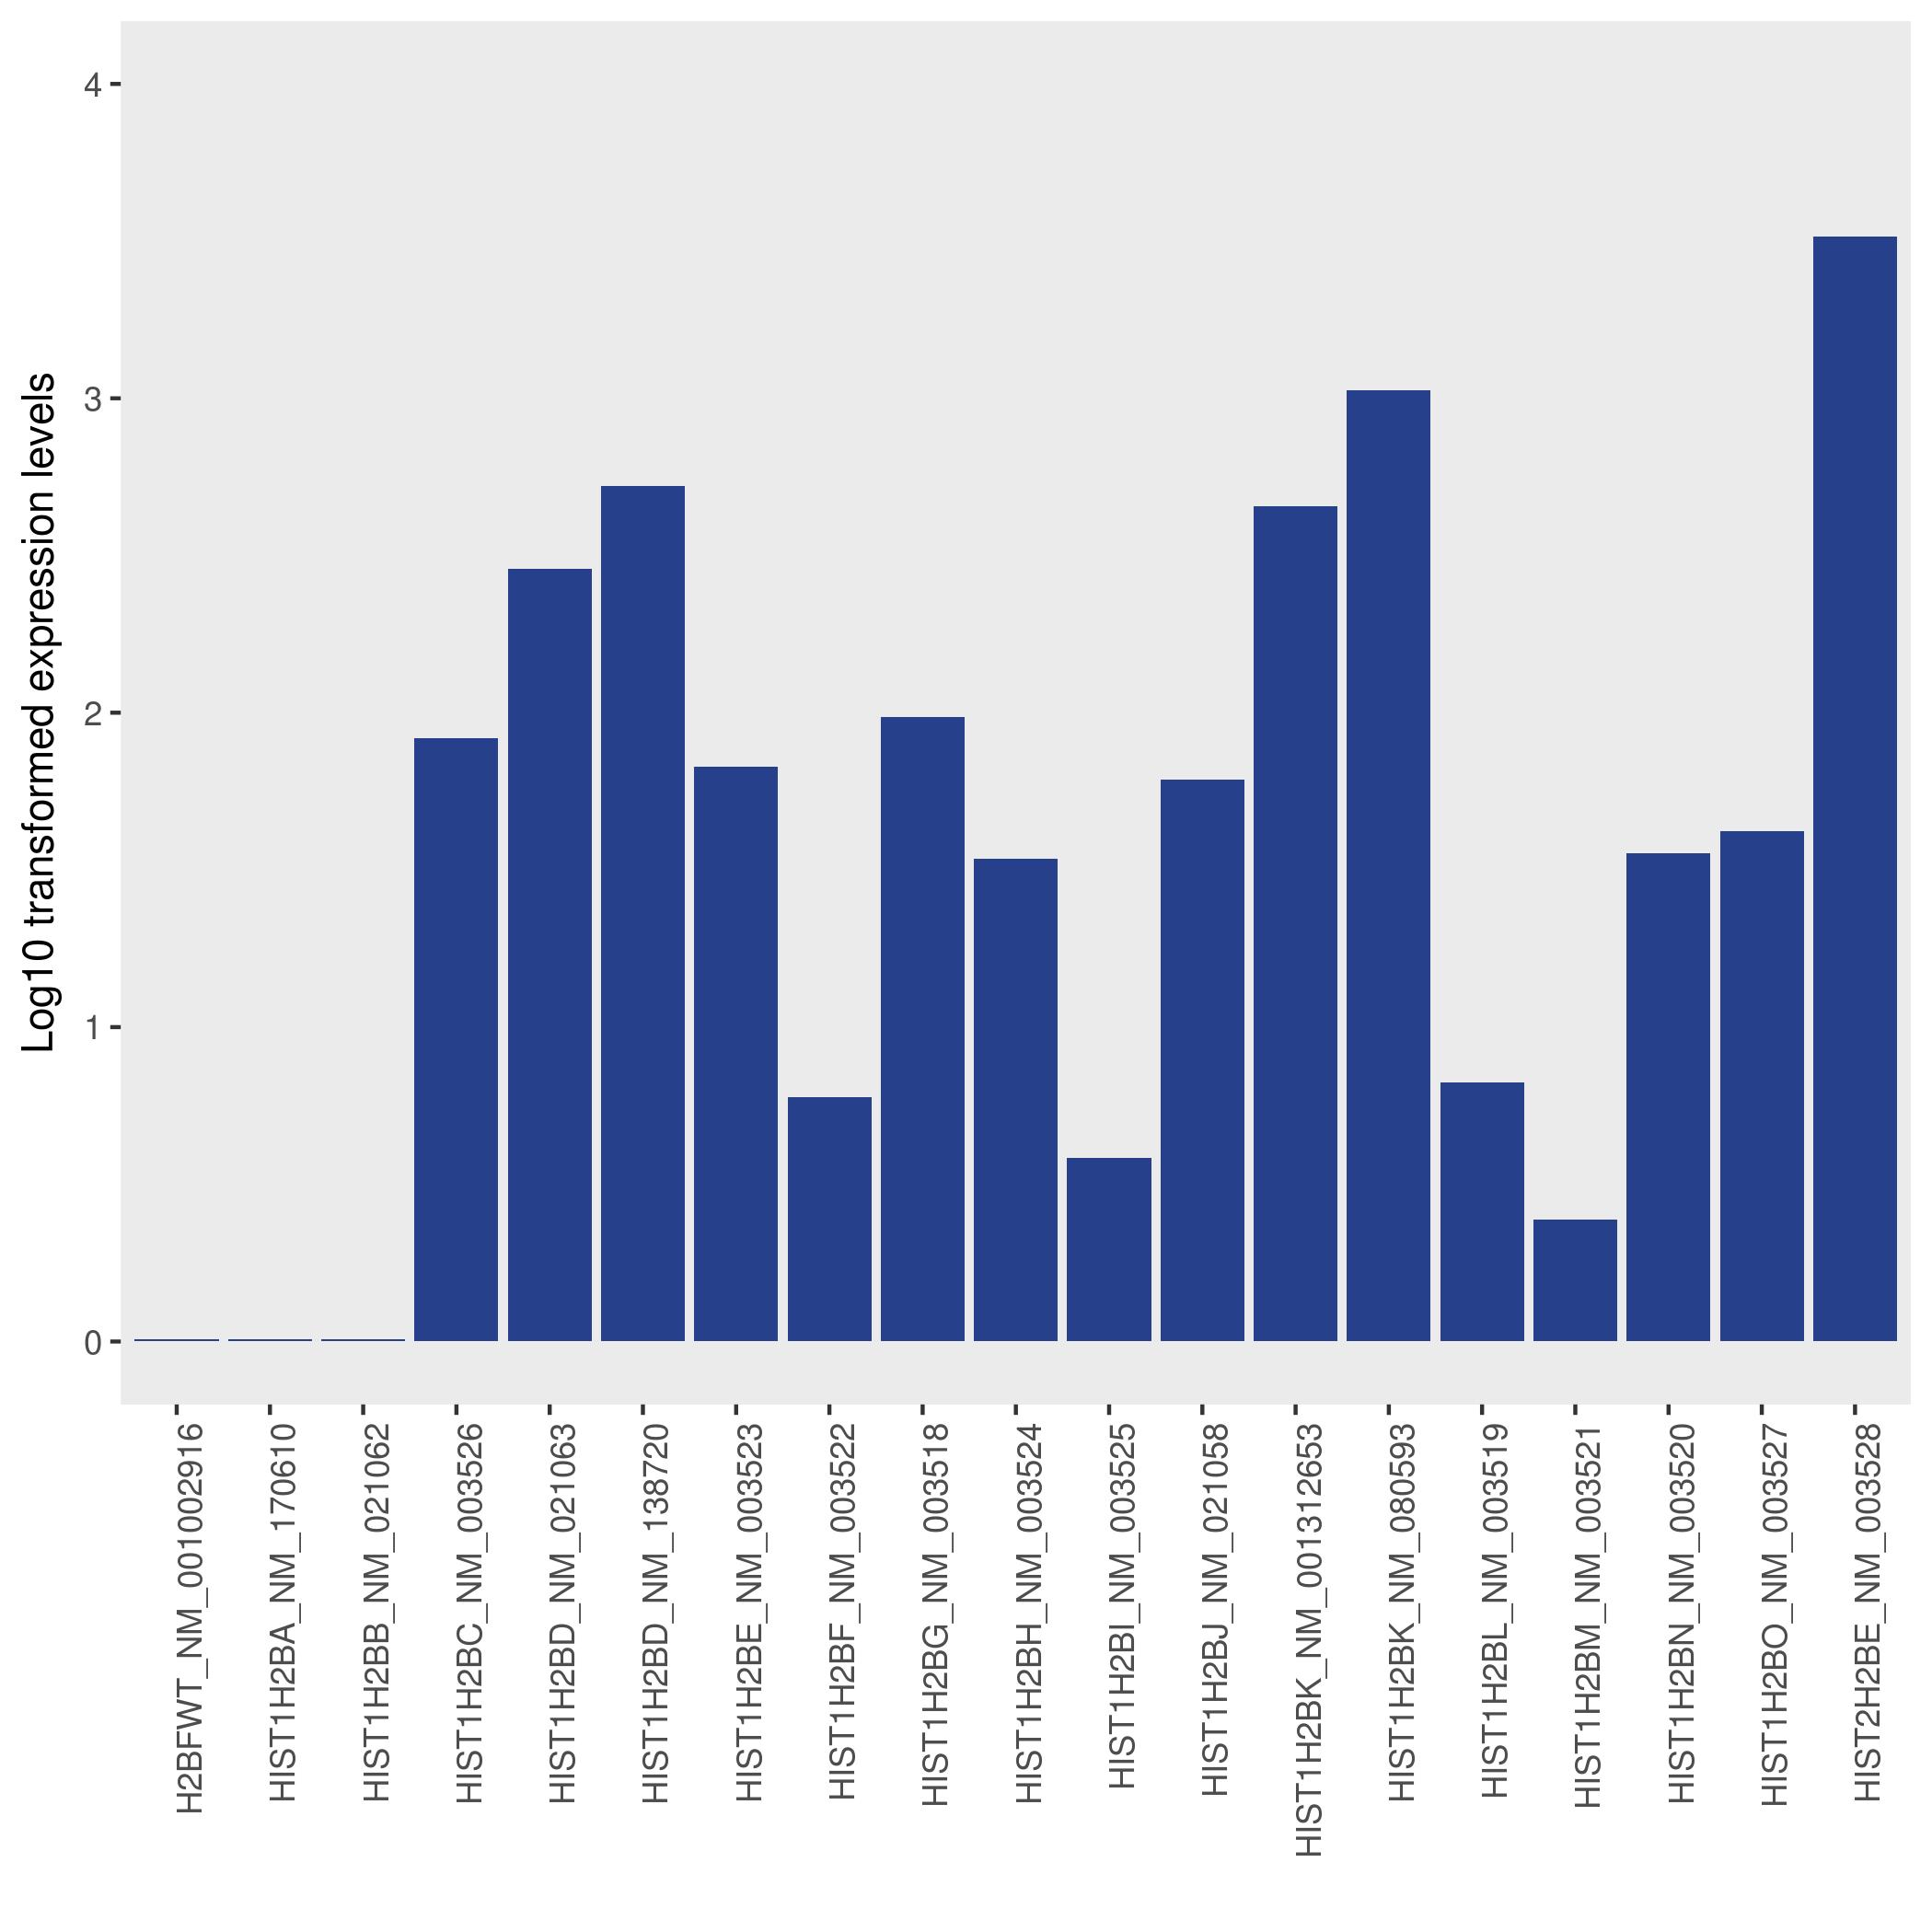 Log10 transformed expression levels
4
3
2
1
0
H2BFWT_NM_001002916
HIST1H2BA_NM_170610
HIST1H2BB_NM_021062
HIST1H2BC_NM_003526
HIST1H2BD_NM_021063
HIST1H2BD_NM_138720
HIST1H2BE_NM_003523
HIST1H2BF_NM_003522
HIST1H2BG_NM_003518
HIST1H2BH_NM_003524
HIST1H2BI_NM_003525
HIST1H2BJ_NM_021058
HIST1H2BK_NM_001312653
HIST1H2BK_NM_080593
HIST1H2BL_NM_003519
HIST1H2BM_NM_003521
HIST1H2BN_NM_003520
HIST1H2BO_NM_003527
HIST2H2BE_NM_003528